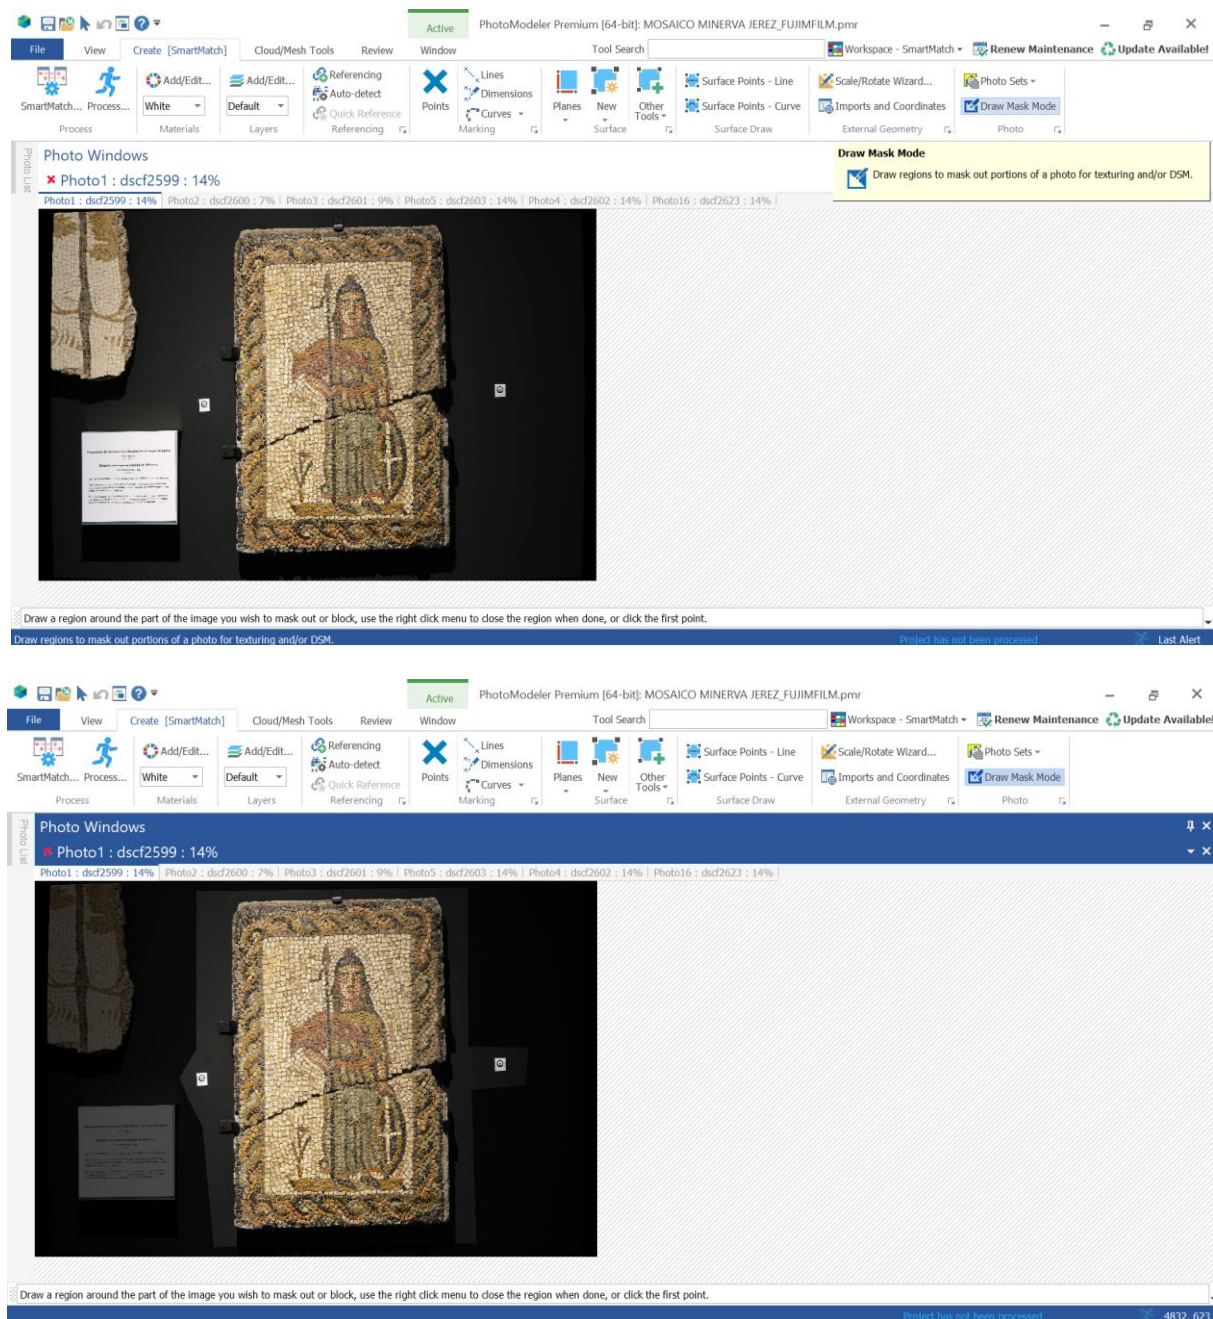 Active PhotoModeler Premium [64-bit]: MOSAICO MINERVA JEREZ_FUJIMFILM.pmr
File View Create [SmartMatch] Cloud/Mesh Tools Review Window Tool Search Workspace - SmartMatch Renew Maintenance Update Available!
Add/Edit... Add/Edit... Referencing Lines Surface Points - Line Scale/Rotate Wizard... Photo Sets
Auto-detect Dimensions
SmartMatch... Process... White Default Quick Reference Points Curves Planes New Other Tools Surface Points - Curve Imports and Coordinates Draw Mask Mode
Process Materials Layers Referencing Marking Surface Surface Draw External Geometry Photo
Photo List
Photo Windows
Photo1 : dscf2599 : 14%
Photo1 : dscf2599 : 14% Photo2 : dscf2600 : 7% Photo3 : dscf2601 : 9% Photo5 : dscf2603 : 14% Photo4 : dscf2602 : 14% Photo16 : dscf2623 : 14%
Draw Mask Mode
Draw regions to mask out portions of a photo for texturing and/or DSM.
Draw a region around the part of the image you wish to mask out or block, use the right click menu to close the region when done, or click the first point.
Draw regions to mask out portions of a photo for texturing and/or DSM. Project has not been processed Last Alert
Active PhotoModeler Premium [64-bit]: MOSAICO MINERVA JEREZ_FUJIMFILM.pmr
File View Create [SmartMatch] Cloud/Mesh Tools Review Window Tool Search Workspace - SmartMatch Renew Maintenance Update Available!
Add/Edit... Add/Edit... Referencing Lines Surface Points - Line Scale/Rotate Wizard... Photo Sets
Auto-detect Dimensions
SmartMatch... Process... White Default Quick Reference Points Curves Planes New Other Tools Surface Points - Curve Imports and Coordinates Draw Mask Mode
Process Materials Layers Referencing Marking Surface Surface Draw External Geometry Photo
Photo List
Photo Windows
Photo1 : dscf2599 : 14%
Photo1 : dscf2599 : 14% Photo2 : dscf2600 : 7% Photo3 : dscf2601 : 9% Photo5 : dscf2603 : 14% Photo4 : dscf2602 : 14% Photo16 : dscf2623 : 14%
Draw a region around the part of the image you wish to mask out or block, use the right click menu to close the region when done, or click the first point.
Project has not been processed 4832, 623